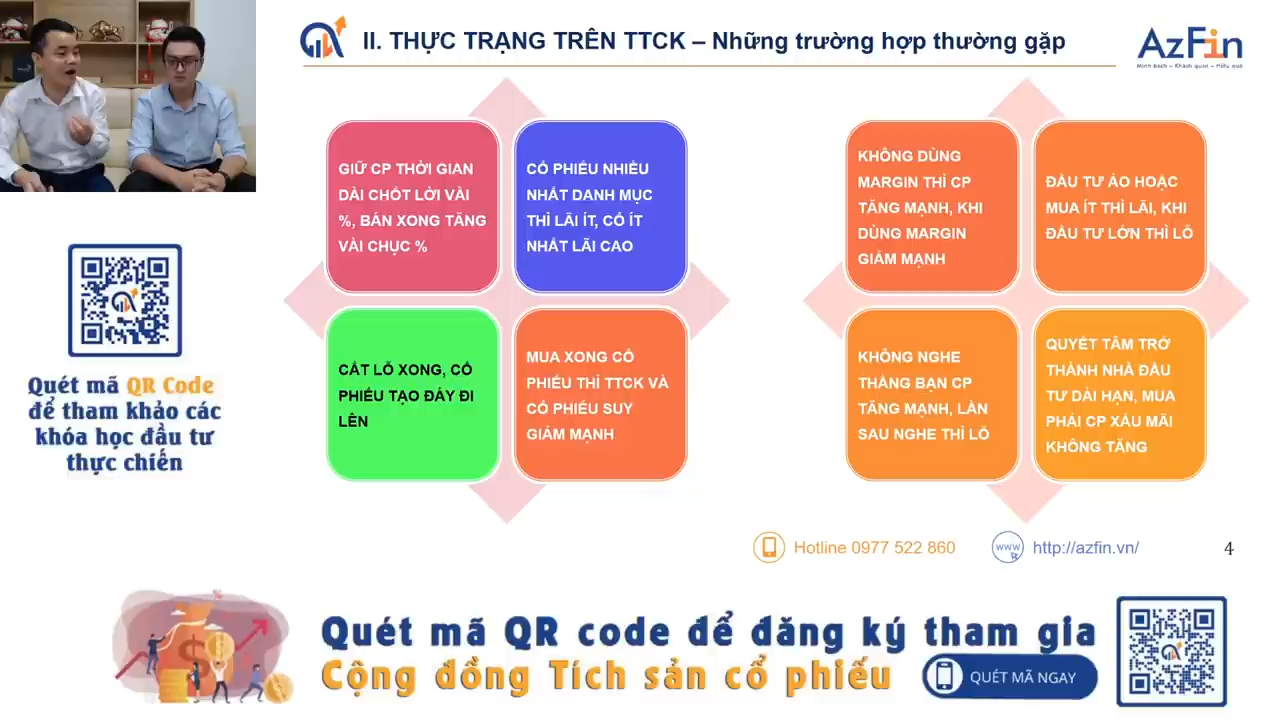 II. THỰC TRẠNG TRÊN TTCK – Những trường hợp thường gặp
AzFin
Minh bạch – Khách quan – Hiệu quả
GIỮ CP THỜI GIAN
DÀI CHỐT LỜI VÀI
%, BÁN XONG TĂNG
VÀI CHỤC %
CỔ PHIẾU NHIỀU
NHẤT DANH MỤC
THÌ LÃI ÍT, CÓ ÍT
NHẤT LÃI CAO
CẮT LỖ XONG, CỔ
PHIẾU TẠO ĐÁY ĐI
LÊN
MUA XONG CỔ
PHIẾU THÌ TTCK VÀ
CỔ PHIẾU SUY
GIẢM MẠNH
KHÔNG DÙNG
MARGIN THÌ CP
TĂNG MẠNH, KHI
DÙNG MARGIN
GIẢM MẠNH
ĐẦU TƯ ẢO HOẶC
MUA ÍT THÌ LÃI, KHI
ĐẦU TƯ LỚN THÌ LỖ
KHÔNG NGHE
THẰNG BẠN CP
TĂNG MẠNH, LẦN
SAU NGHE THÌ LỖ
QUYẾT TÂM TRỞ
THÀNH NHÀ ĐẦU
TƯ DÀI HẠN, MUA
PHẢI CP XẤU MÃI
KHÔNG TĂNG
Quét mã QR Code
để tham khảo các
khóa học đầu tư
thực chiến
Hotline 0977 522 860
www
http://azfin.vn/
4
Quét mã QR code để đăng ký tham gia
Cộng đồng Tích sản cổ phiếu
QUÉT MÃ NGAY